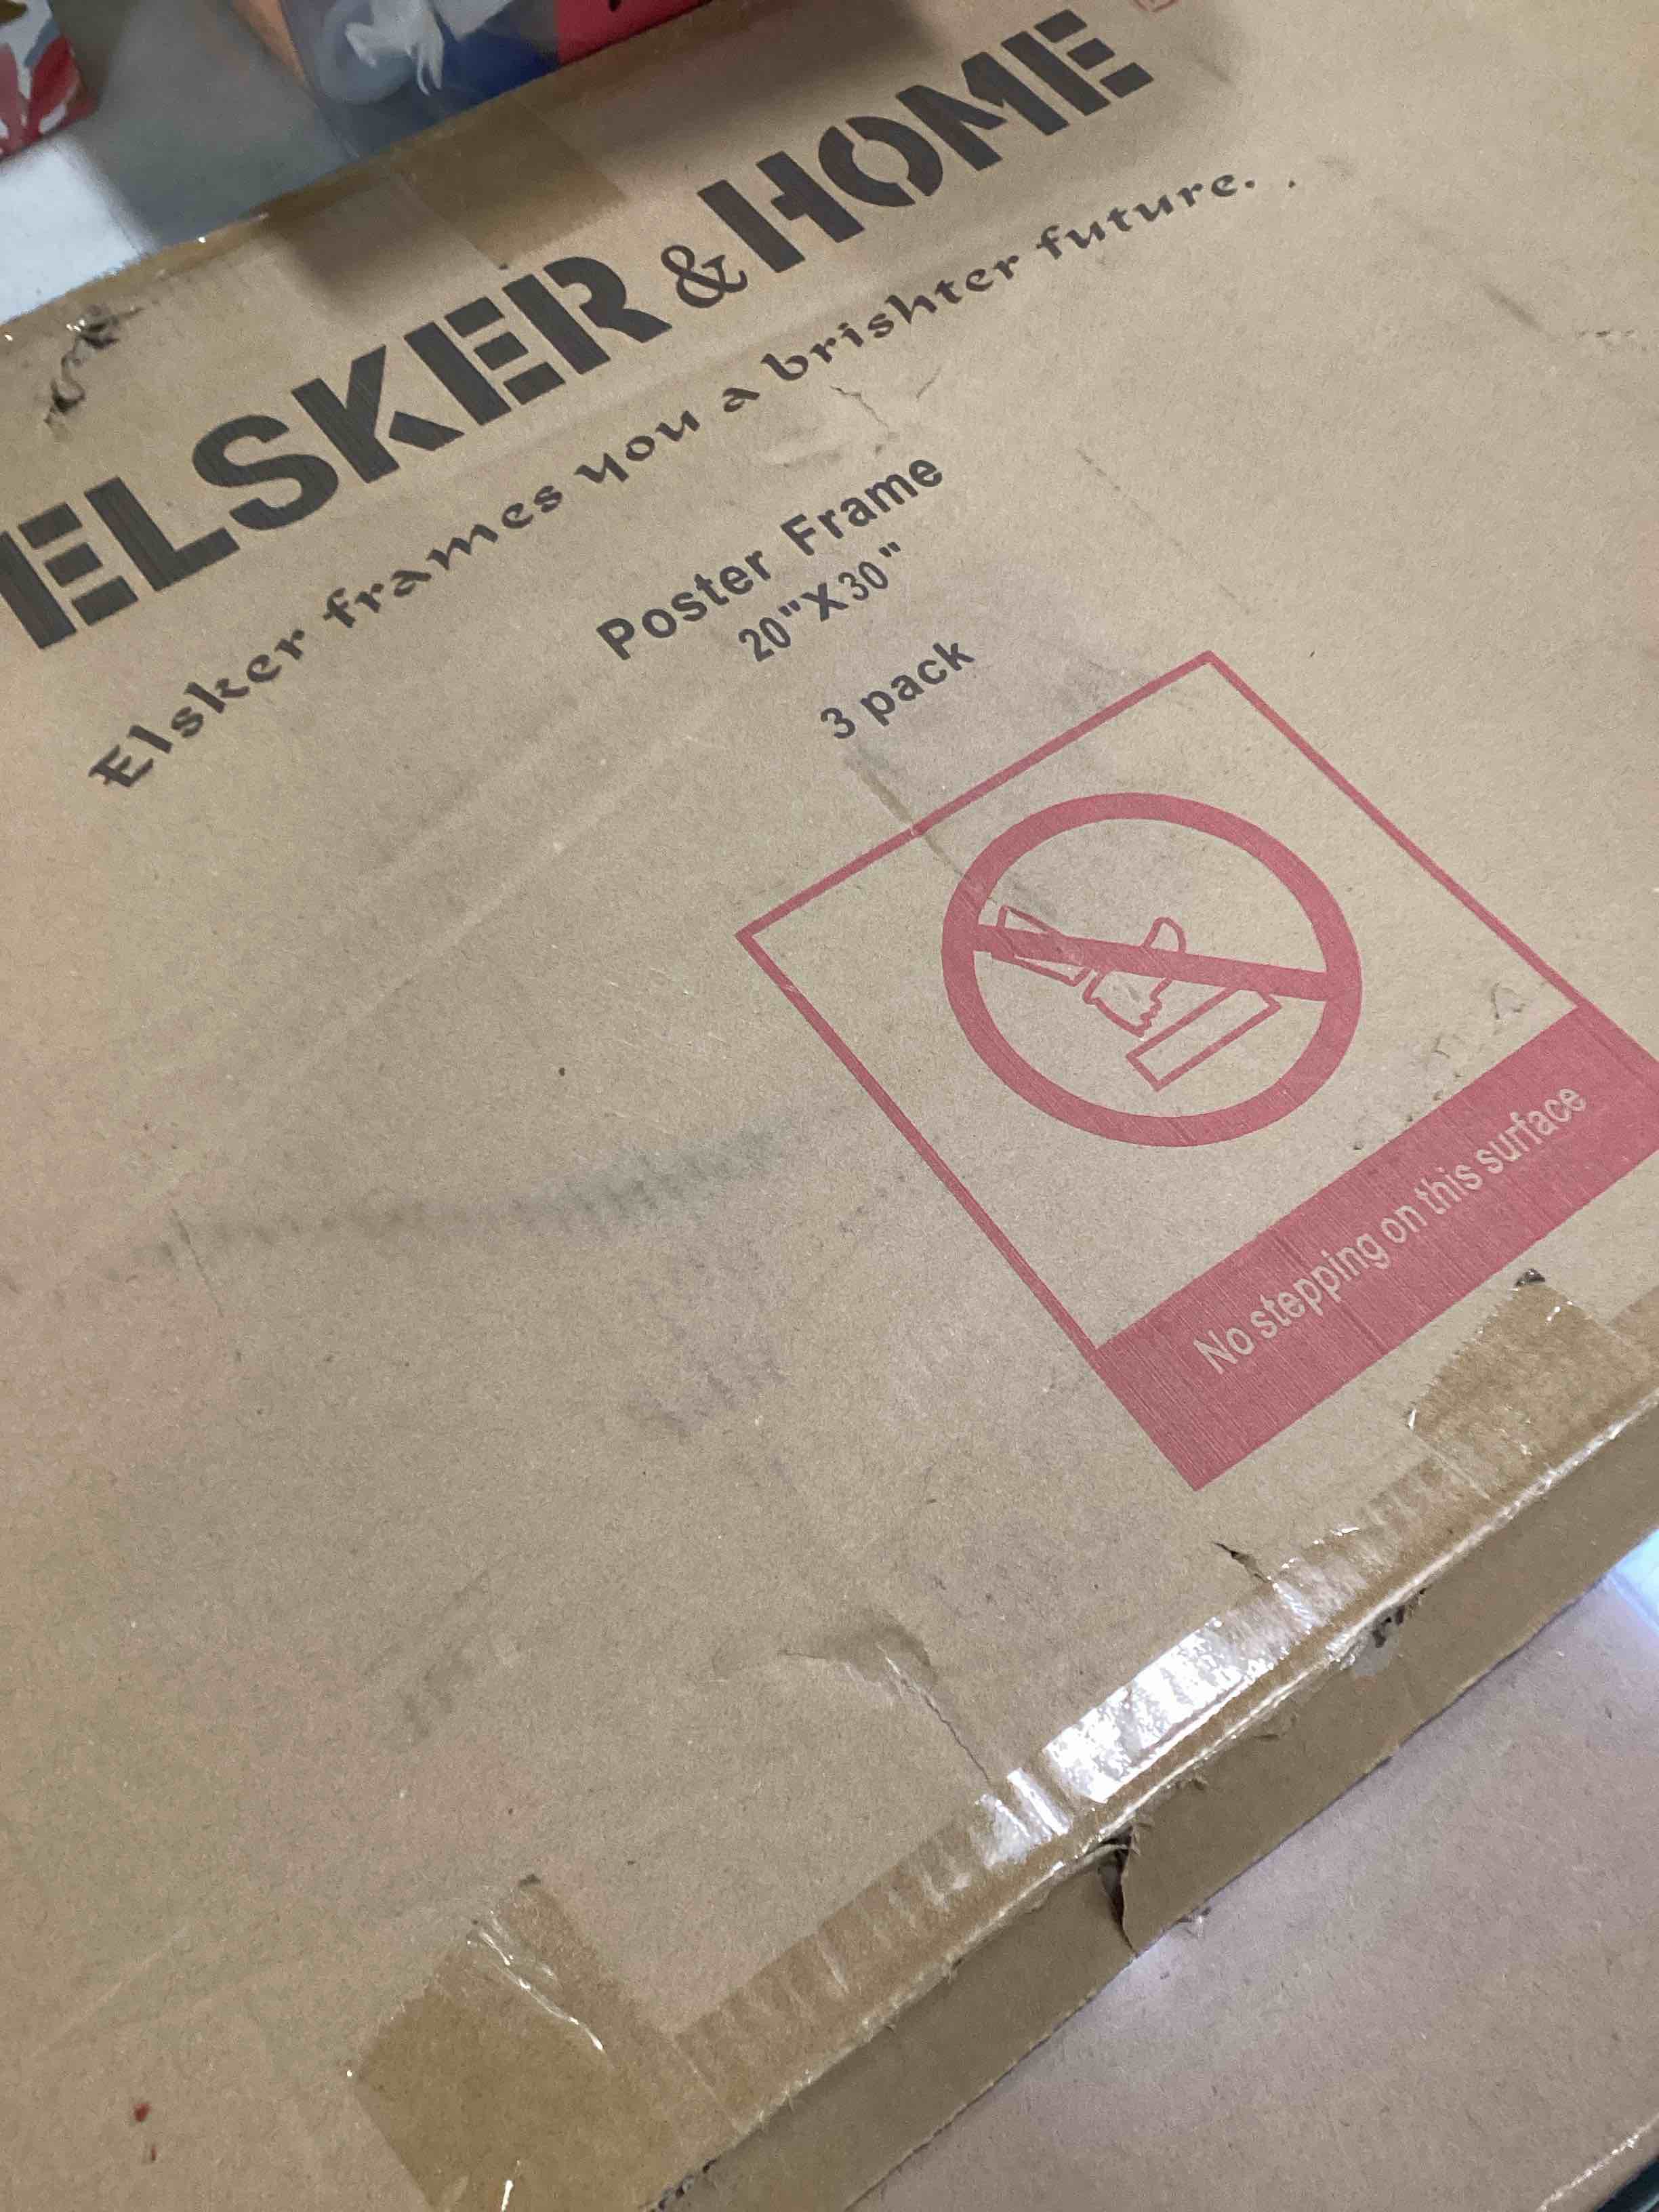 ELSKER & HOME
Elsker frames you a brishter future.
Poster Frame
20"X30"
3 pack
No stepping on this surface